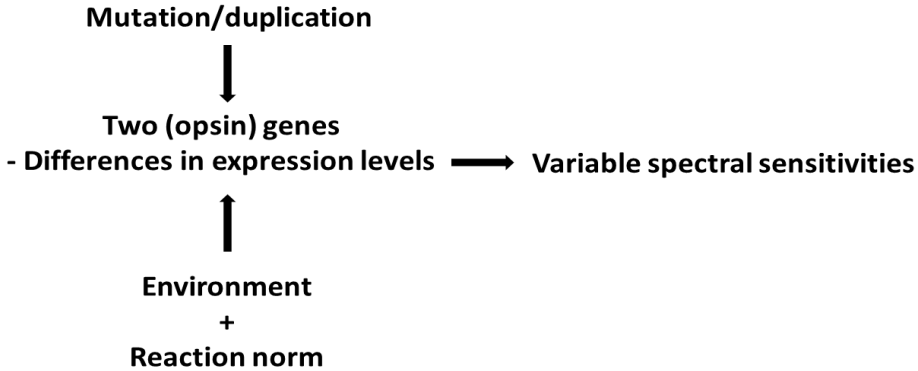 Mutation/duplication
Two (opsin) genes
- Differences in expression levels
Variable spectral sensitivities
Environment
+
Reaction norm